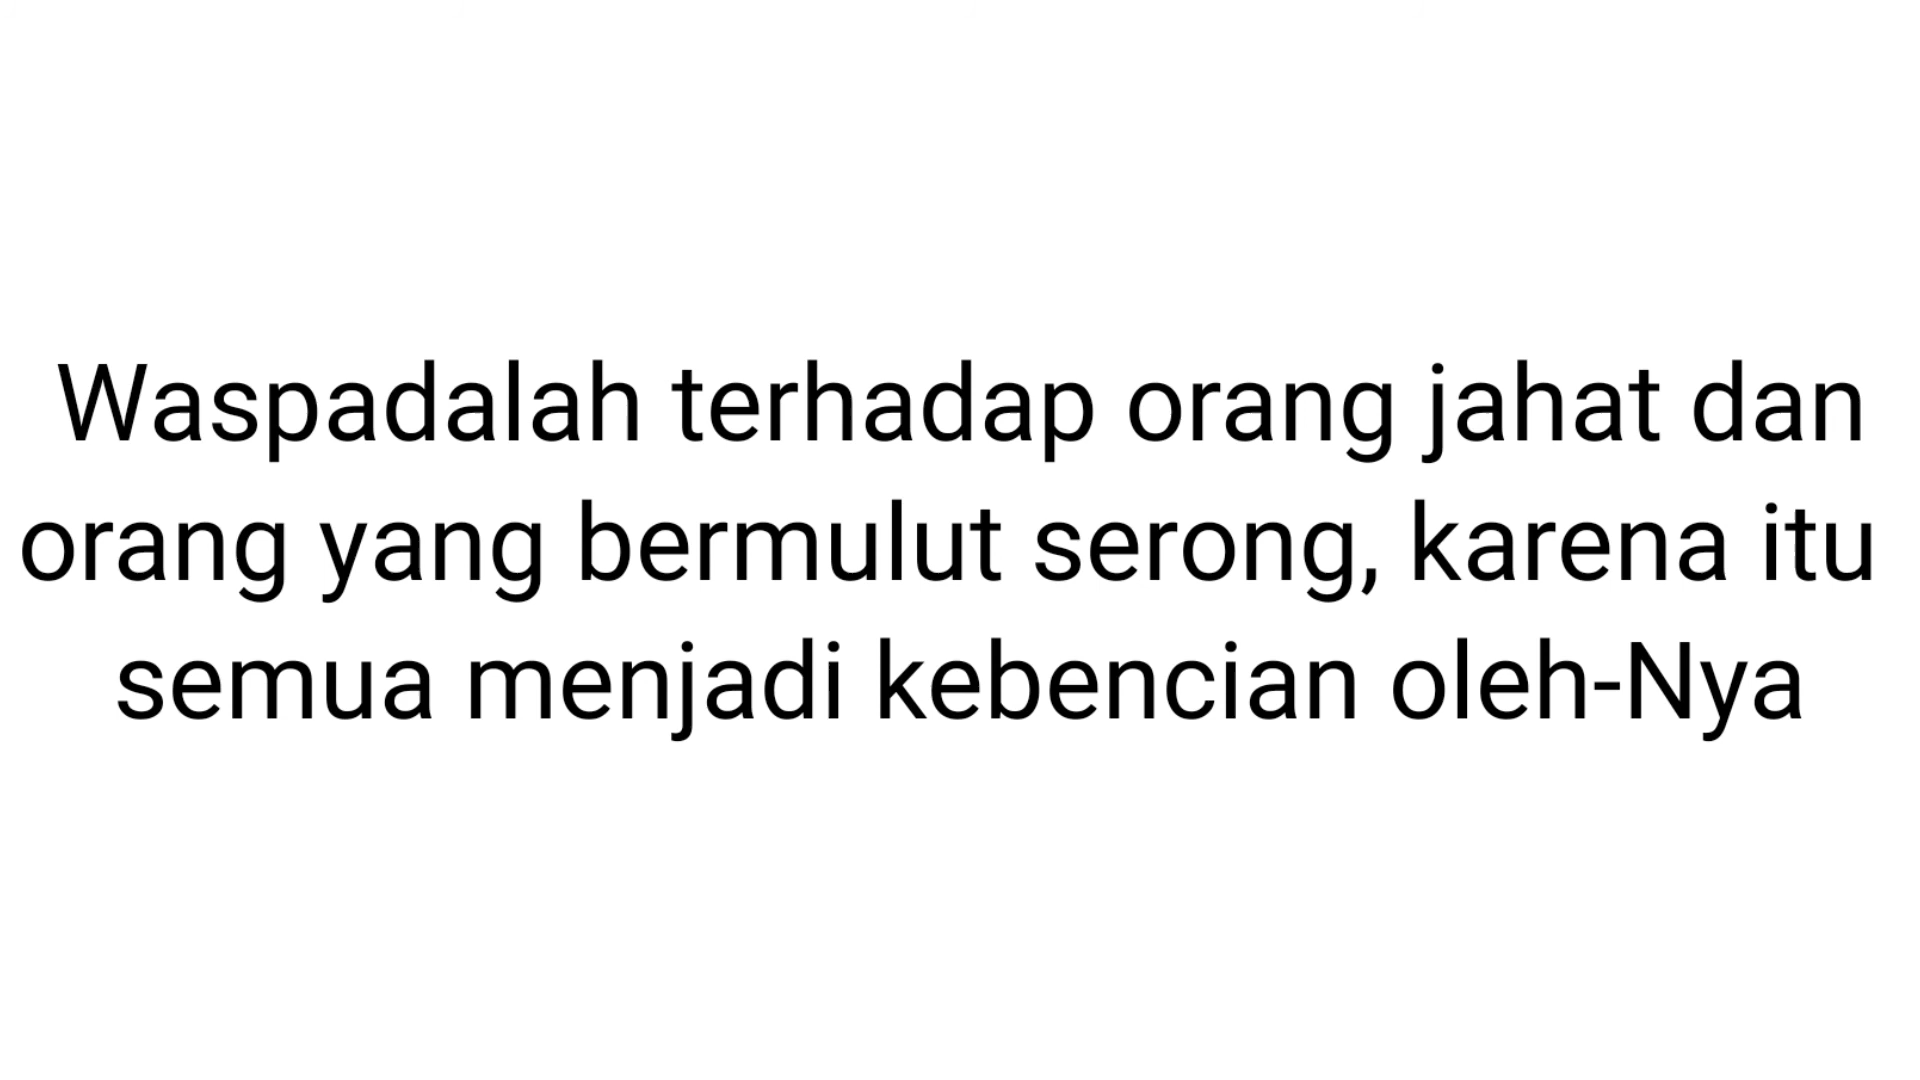 Waspadalah terhadap orang jahat dan
orang yang bermulut serong, karena itu
semua menjadi kebencian oleh-Nya